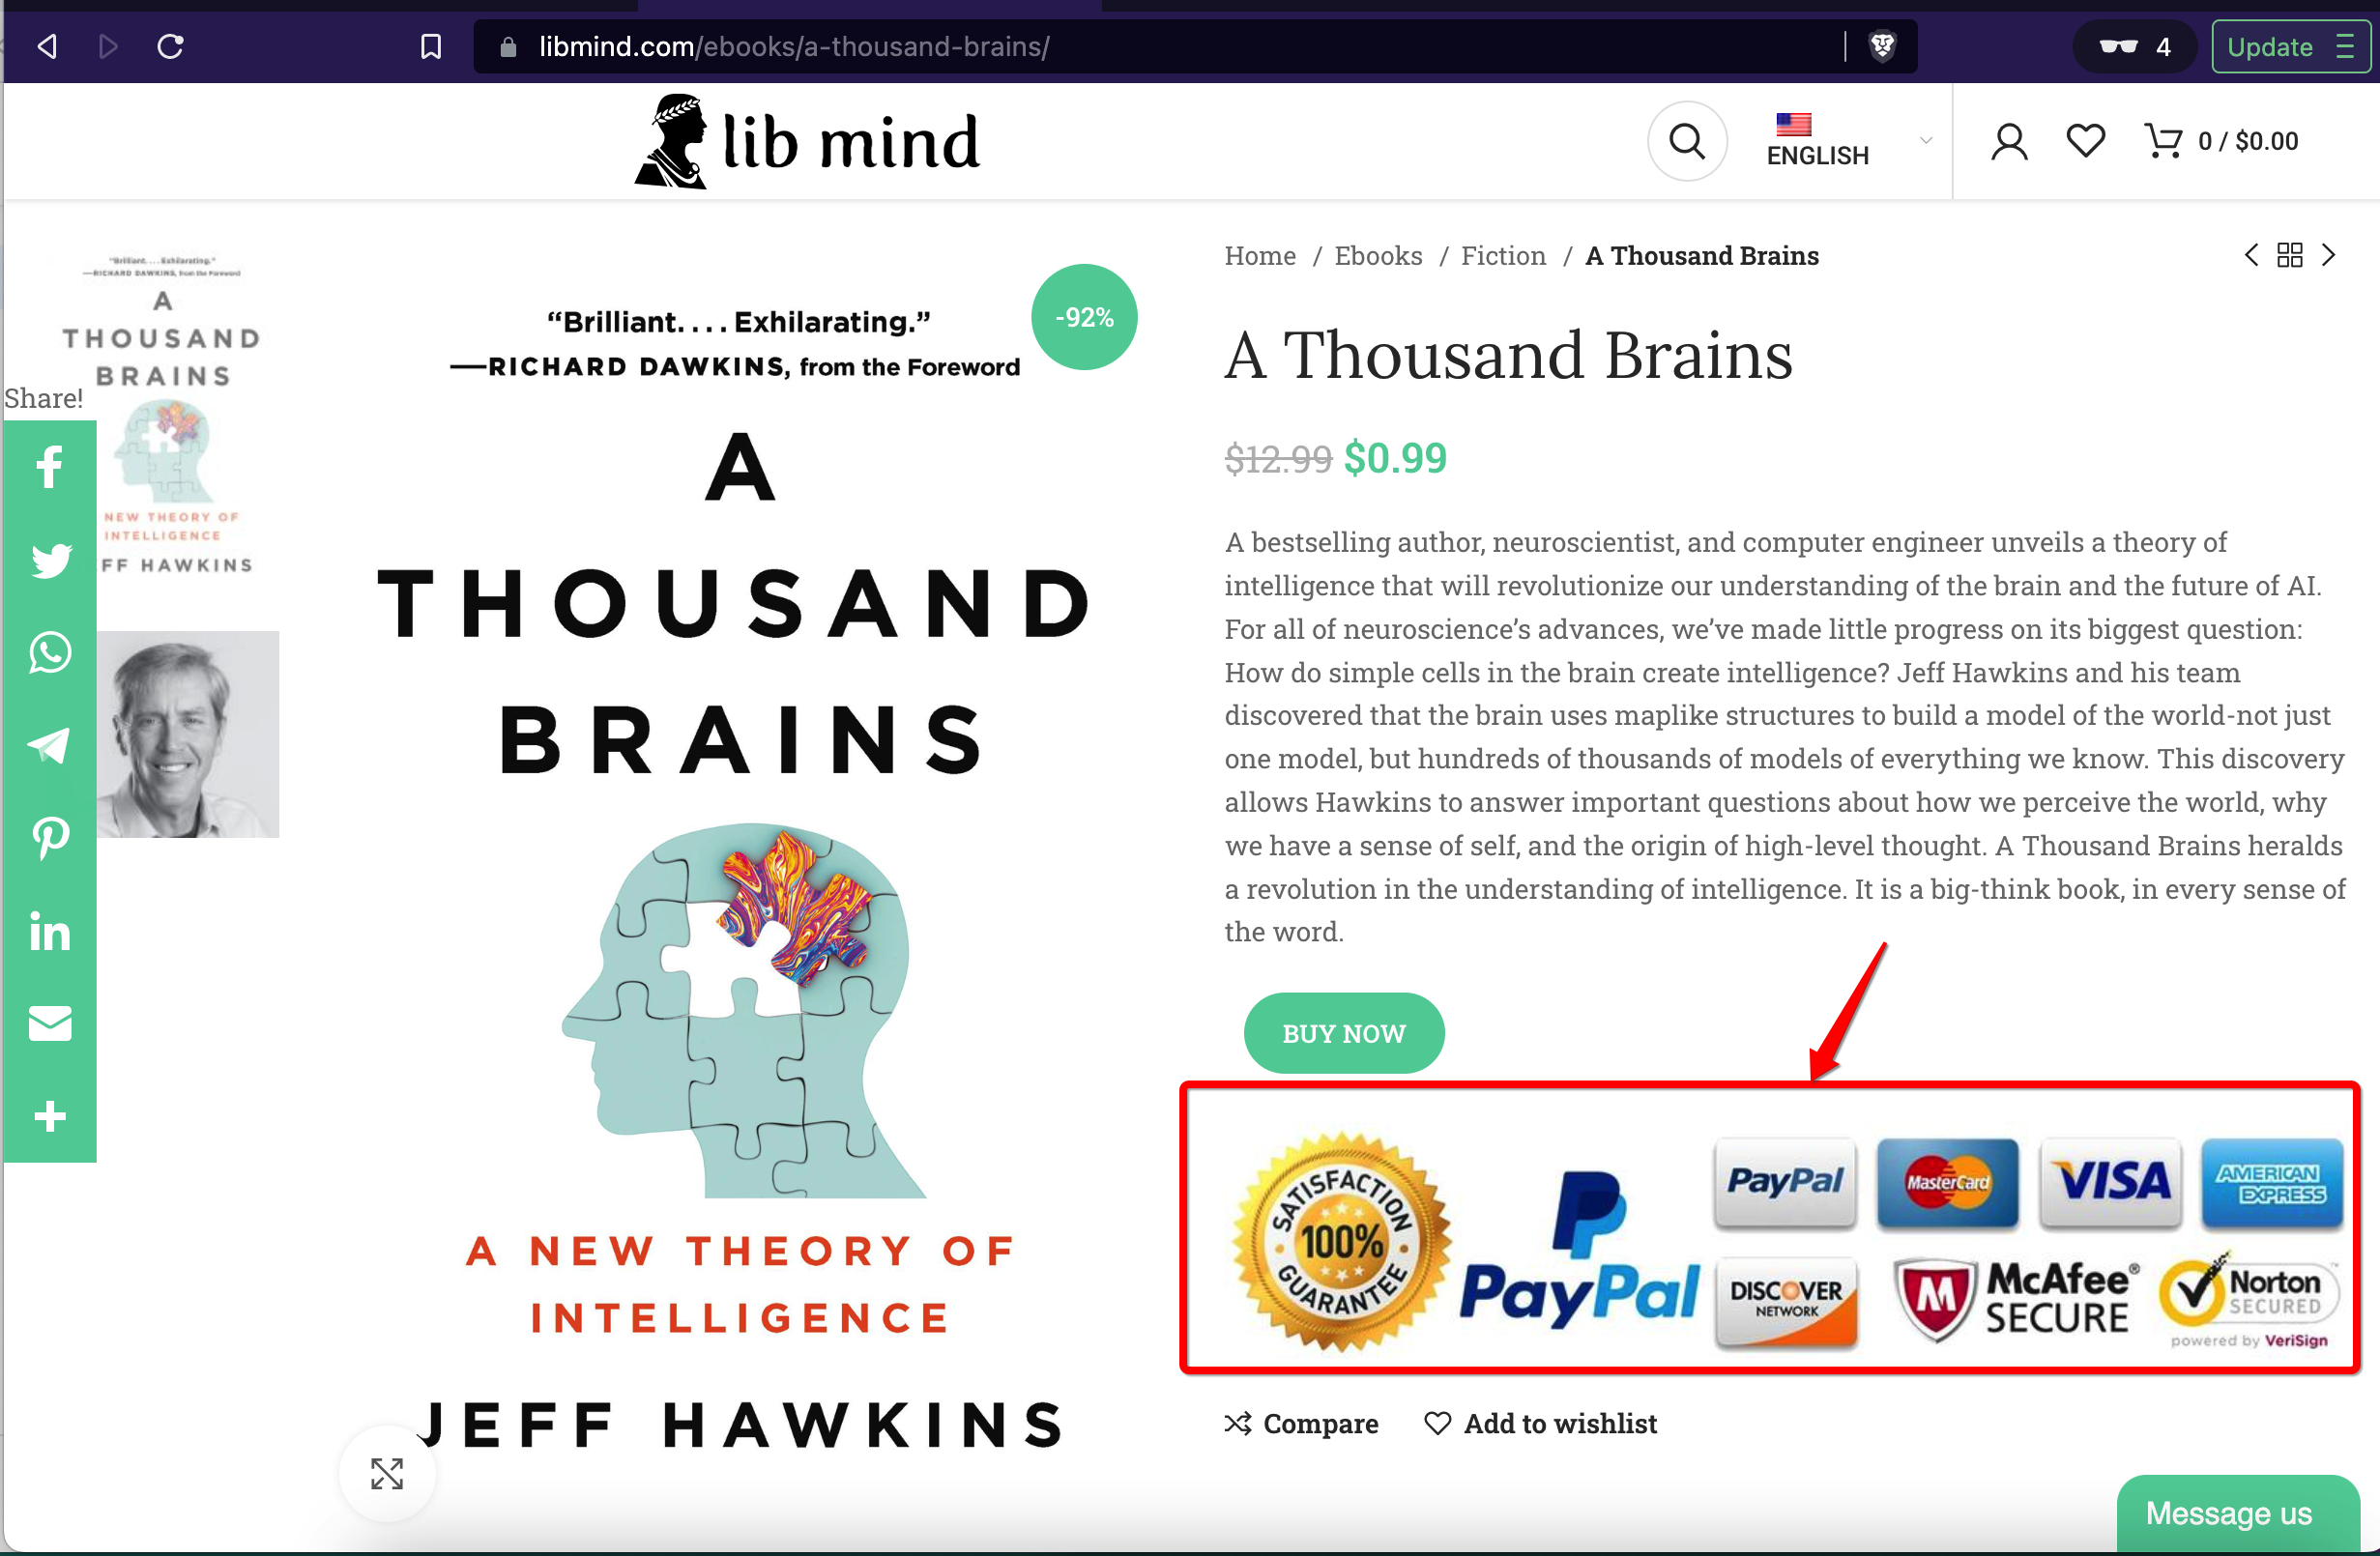 libmind.com/ebooks/a-thousand-brains/
4
Update
lib mind
ENGLISH
0 / $0.00
Home / Ebooks / Fiction / A Thousand Brains
"Brilliant. . . . Exhilarating."
—RICHARD DAWKINS, from the Foreword
A
THOUSAND
BRAINS
NEW THEORY OF
INTELLIGENCE
FF HAWKINS
Share!
-92%
“Brilliant. . . . Exhilarating.”
—RICHARD DAWKINS, from the Foreword
A
THOUSAND
BRAINS
A NEW THEORY OF
INTELLIGENCE
JEFF HAWKINS
A Thousand Brains
$12.99 $0.99
A bestselling author, neuroscientist, and computer engineer unveils a theory of
intelligence that will revolutionize our understanding of the brain and the future of AI.
For all of neuroscience’s advances, we’ve made little progress on its biggest question:
How do simple cells in the brain create intelligence? Jeff Hawkins and his team
discovered that the brain uses maplike structures to build a model of the world-not just
one model, but hundreds of thousands of models of everything we know. This discovery
allows Hawkins to answer important questions about how we perceive the world, why
we have a sense of self, and the origin of high-level thought. A Thousand Brains heralds
a revolution in the understanding of intelligence. It is a big-think book, in every sense of
the word.
BUY NOW
SATISFACTION
100%
GUARANTEE
PayPal
PayPal
MasterCard
VISA
AMERICAN
EXPRESS
DISCOVER
NETWORK
McAfee®
SECURE
Norton™
SECURED
powered by VeriSign
Compare
Add to wishlist
Message us